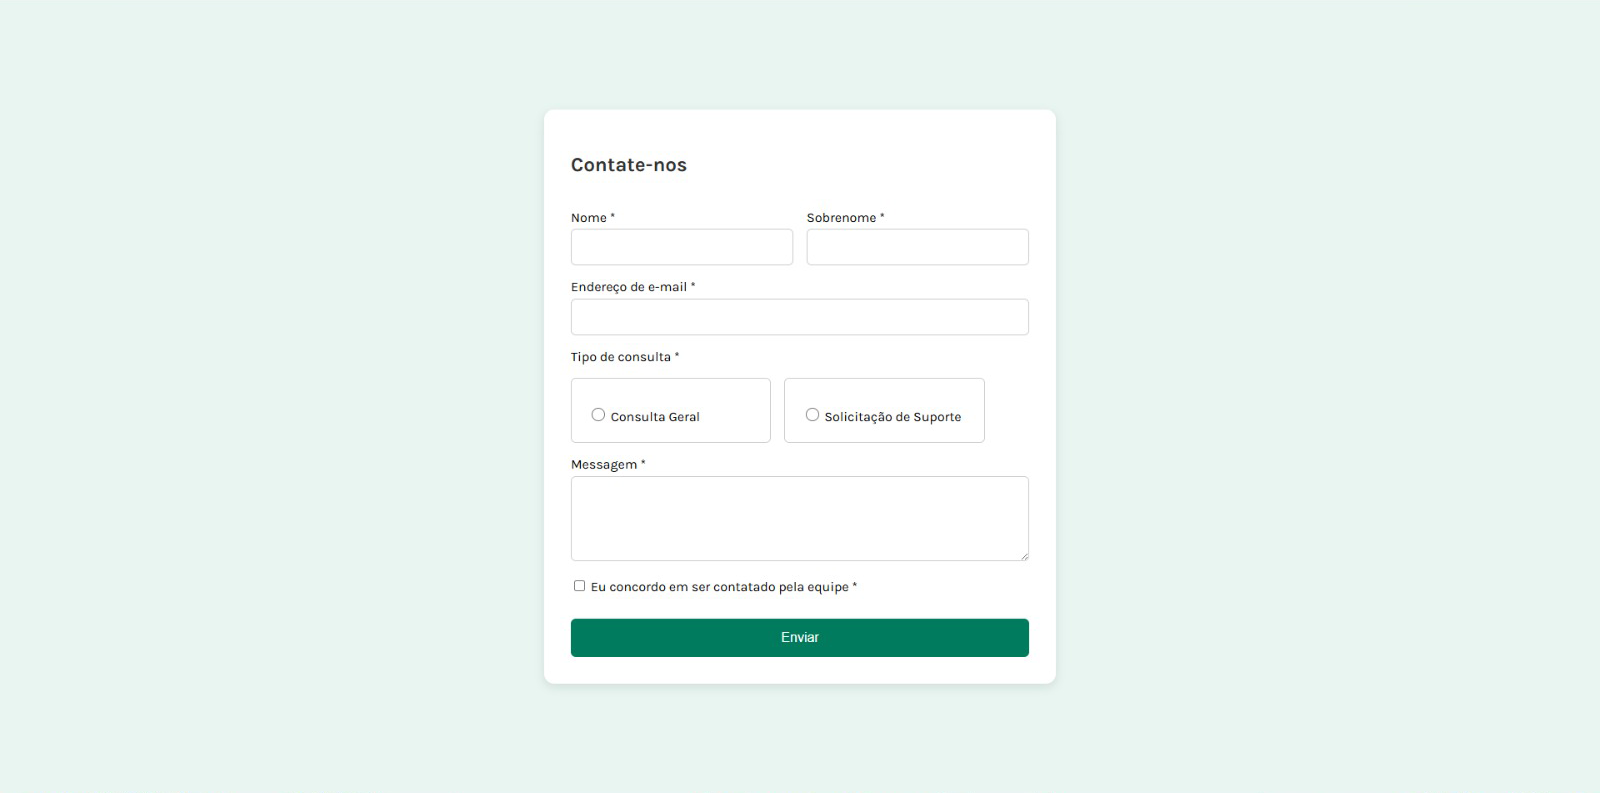 Contate-nos
Nome * Sobrenome *
Endereço de e-mail *
Tipo de consulta *
Consulta Geral Solicitação de Suporte
Messagem *
Eu concordo em ser contatado pela equipe *
Enviar